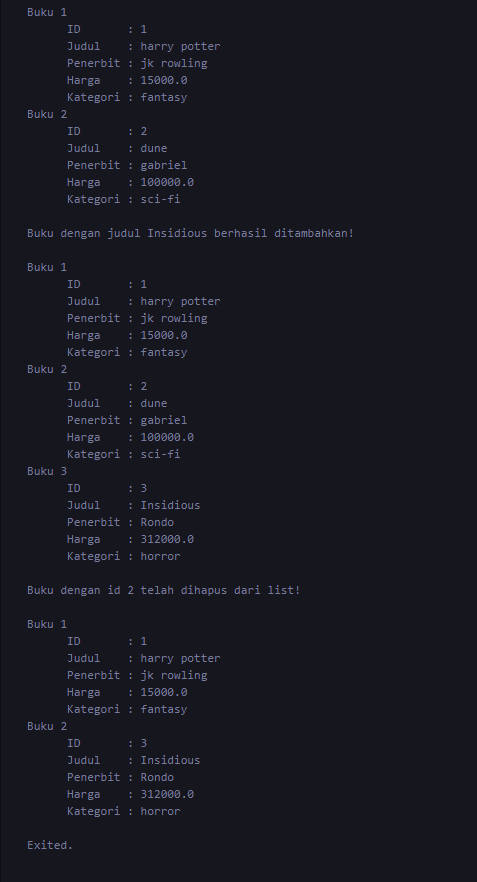 Buku 1
ID : 1
Judul : harry potter
Penerbit : jk rowling
Harga : 15000.0
Kategori : fantasy
Buku 2
ID : 2
Judul : dune
Penerbit : gabriel
Harga : 100000.0
Kategori : sci-fi
Buku dengan judul Insidious berhasil ditambahkan!
Buku 1
ID : 1
Judul : harry potter
Penerbit : jk rowling
Harga : 15000.0
Kategori : fantasy
Buku 2
ID : 2
Judul : dune
Penerbit : gabriel
Harga : 100000.0
Kategori : sci-fi
Buku 3
ID : 3
Judul : Insidious
Penerbit : Rondo
Harga : 312000.0
Kategori : horror
Buku dengan id 2 telah dihapus dari list!
Buku 1
ID : 1
Judul : harry potter
Penerbit : jk rowling
Harga : 15000.0
Kategori : fantasy
Buku 2
ID : 3
Judul : Insidious
Penerbit : Rondo
Harga : 312000.0
Kategori : horror
Exited.